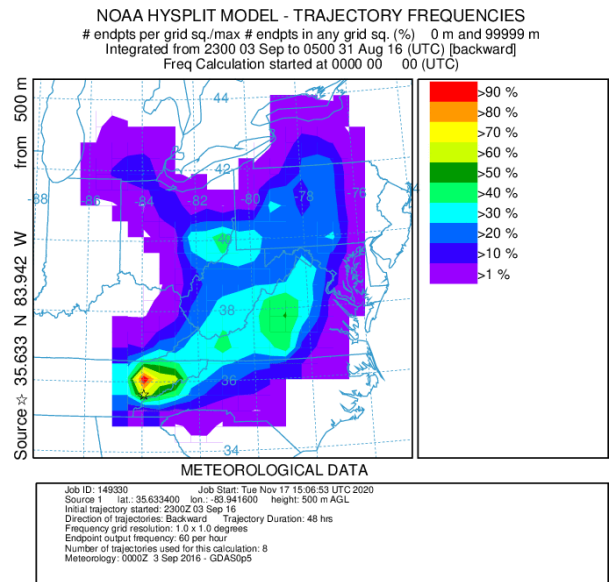 NOAA HYSPLIT MODEL - TRAJECTORY FREQUENCIES
# endpts per grid sq./max # endpts in any grid sq. (%) 0 m and 99999 m
Integrated from 2300 03 Sep to 0500 31 Aug 16 (UTC) [backward]
Freq Calculation started at 0000 00 00 (UTC)
Source ☆ 35.633 N 83.942 W from 500 m
44
42
-88
-86
-84
-82
-80
-78
-76
40
38
36
34
>90 %
>80 %
>70 %
>60 %
>50 %
>40 %
>30 %
>20 %
>10 %
>1 %
METEOROLOGICAL DATA
Job ID: 149330 Job Start: Tue Nov 17 15:06:53 UTC 2020
Source 1 lat.: 35.633400 lon.: -83.941600 height: 500 m AGL
Initial trajectory started: 2300Z 03 Sep 16
Direction of trajectories: Backward Trajectory Duration: 48 hrs
Frequency grid resolution: 1.0 x 1.0 degrees
Endpoint output frequency: 60 per hour
Number of trajectories used for this calculation: 8
Meteorology: 0000Z 3 Sep 2016 - GDAS0p5